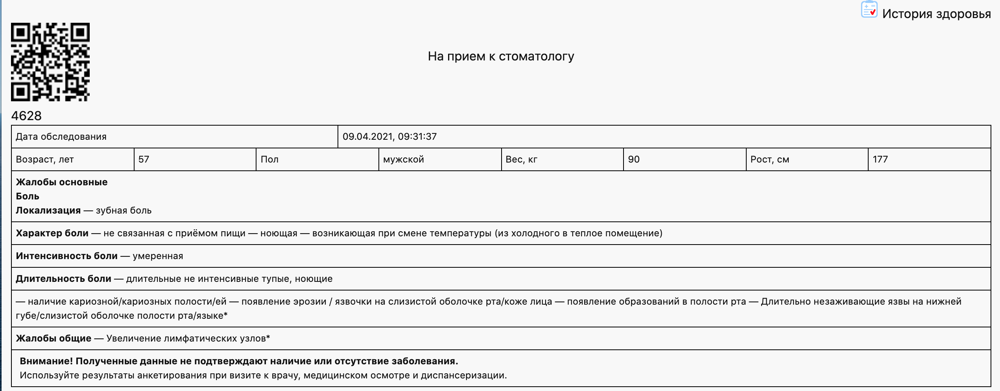 История здоровья
На прием к стоматологу
4628
Дата обследования 09.04.2021, 09:31:37
Возраст, лет 57 Пол мужской Вес, кг 90 Рост, см 177
Жалобы основные
Боль
Локализация — зубная боль
Характер боли — не связанная с приёмом пищи — ноющая — возникающая при смене температуры (из холодного в теплое помещение)
Интенсивность боли — умеренная
Длительность боли — длительные не интенсивные тупые, ноющие
— наличие кариозной/кариозных полости/ей — появление эрозии / язвочки на слизистой оболочке рта/коже лица — появление образований в полости рта — Длительно незаживающие язвы на нижней
губе/слизистой оболочке полости рта/языке*
Жалобы общие — Увеличение лимфатических узлов*
Внимание! Полученные данные не подтверждают наличие или отсутствие заболевания.
Используйте результаты анкетирования при визите к врачу, медицинском осмотре и диспансеризации.